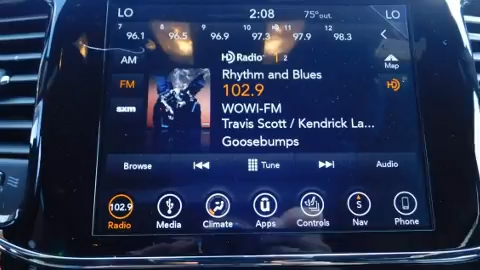 LO 2:08 75° out. LO
7 8 9 10 11 12
96.1 96.5 96.9 97.3 97.9 98.3
AM HD Radio 1 2 Map
Rhythm and Blues
FM 102.9 HD
WOWI-FM
sxm Travis Scott / Kendrick La...
Goosebumps
Browse Tune Audio
102.9 S
Radio Media Climate Apps Controls Nav Phone